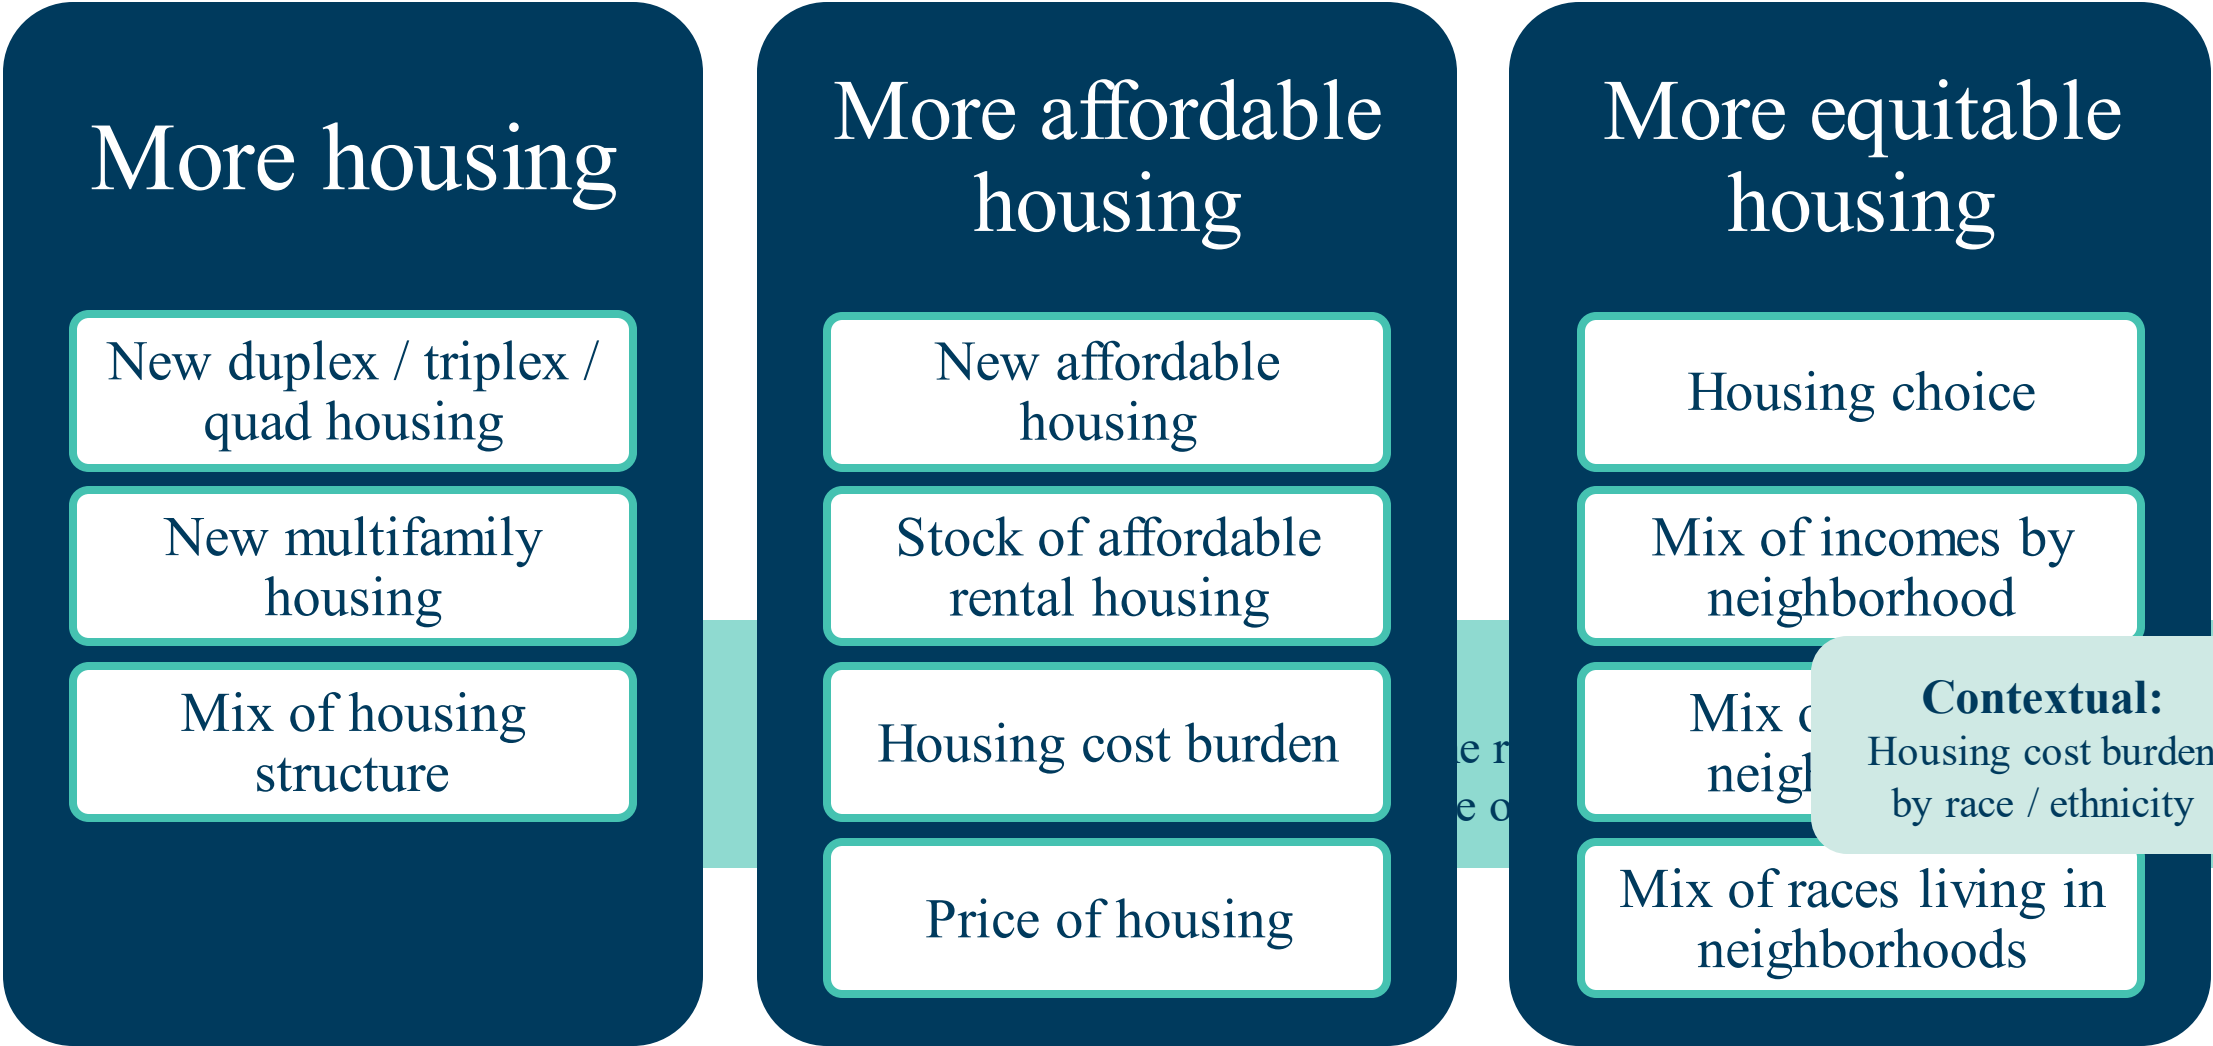 More housing
New duplex / triplex /
quad housing
New multifamily
housing
Mix of housing
structure
More affordable
housing
New affordable
housing
Stock of affordable
rental housing
Housing cost burden
Price of housing
More equitable
housing
Housing choice
Mix of incomes by
neighborhood
Mix
Contextual:
Housing cost burden
by race / ethnicity
Mix of races living in
neighborhoods